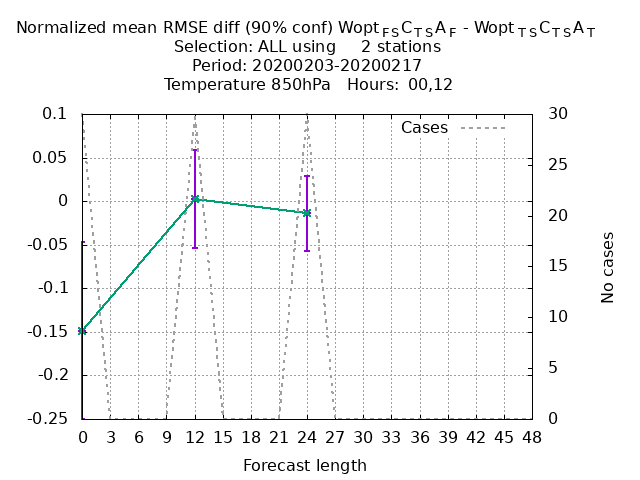 Normalized mean RMSE diff (90% conf) Wopt FS C TS A F - Wopt TS C TS A T
Selection: ALL using 2 stations
Period: 20200203-20200217
Temperature 850hPa Hours: 00,12
Cases
0.1
0.05
0
-0.05
-0.1
-0.15
-0.2
-0.25
30
25
20
15
10
5
0
No cases
0 3 6 9 12 15 18 21 24 27 30 33 36 39 42 45 48
Forecast length